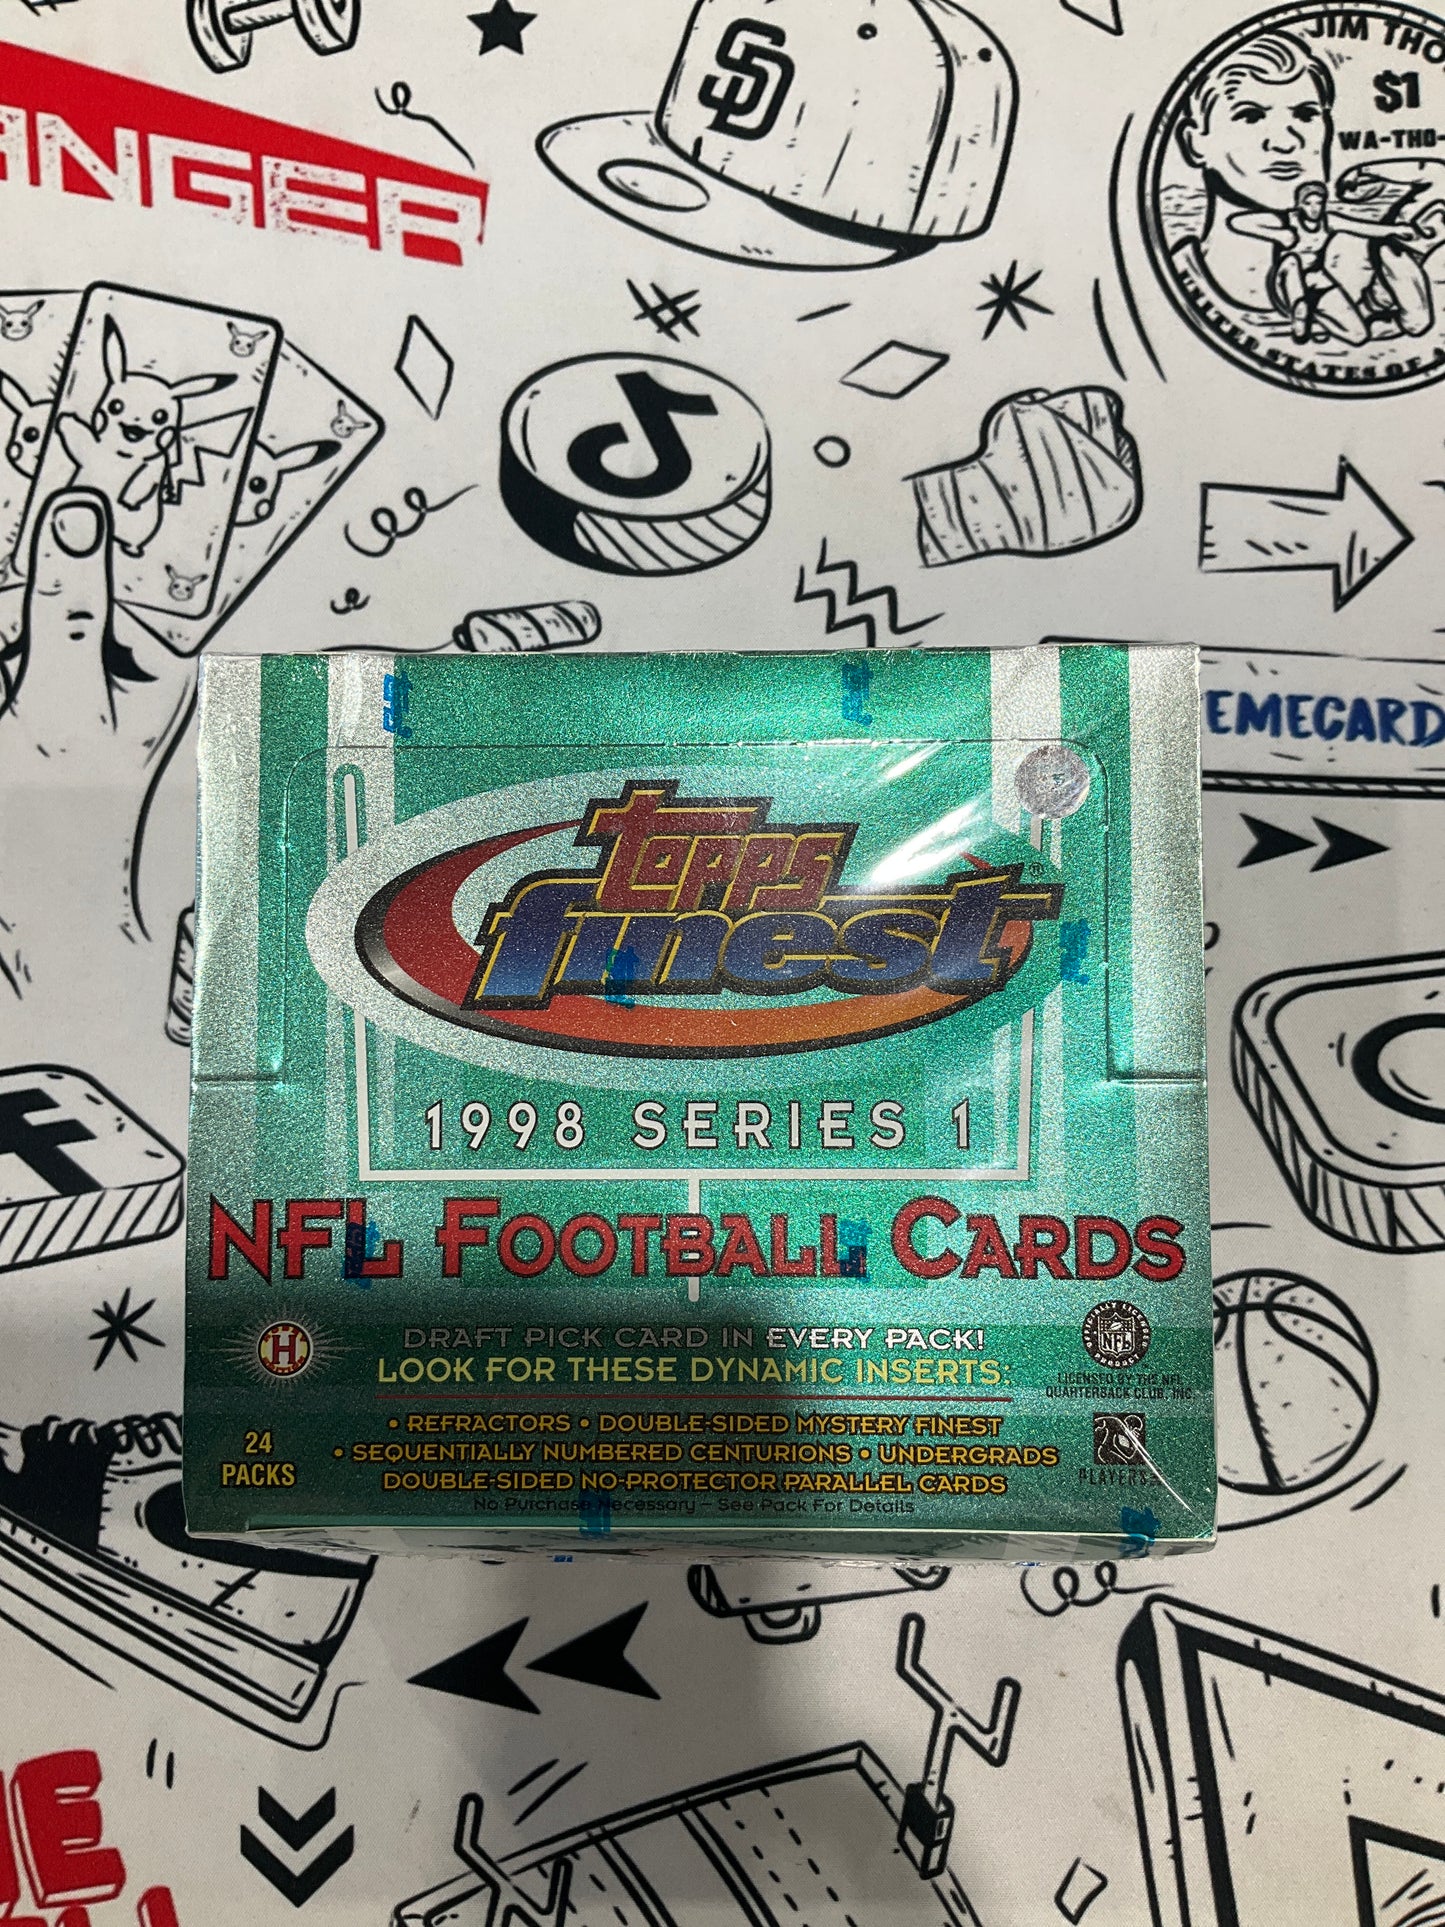 JIM THO
$1
WA-THO-
UNITED STATES OF A
SD
ANGER
EMECARD
topps
finest
1998 SERIES 1
NFL FOOTBALL CARDS
DRAFT PICK CARD IN EVERY PACK!
LOOK FOR THESE DYNAMIC INSERTS:
• REFRACTORS • DOUBLE-SIDED MYSTERY FINEST
• SEQUENTIALLY NUMBERED CENTURIONS • UNDERGRADS
DOUBLE-SIDED NO-PROTECTOR PARALLEL CARDS
No Purchase Necessary – See Pack For Details
H
24
PACKS
NFL
LICENSED BY THE NFL
QUARTERBACK CLUB, INC.
PLAYERS